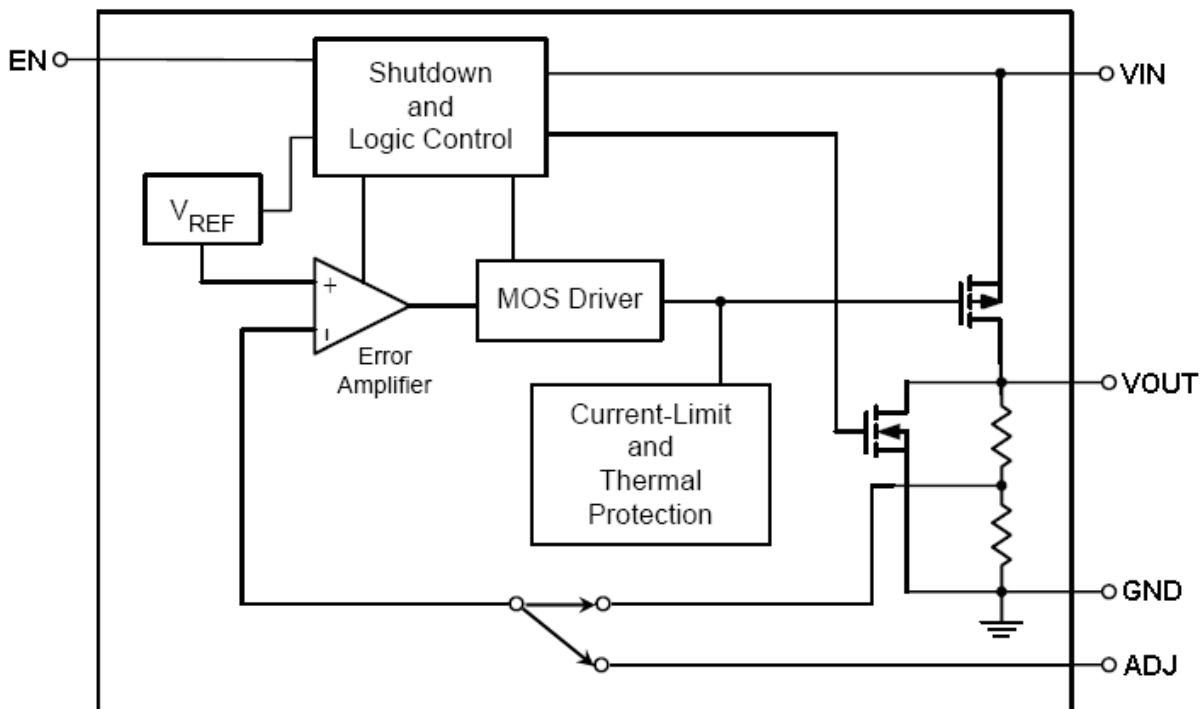 EN
Shutdown
and
Logic Control
VIN
VREF
+
-
Error
Amplifier
MOS Driver
Current-Limit
and
Thermal
Protection
VOUT
GND
ADJ